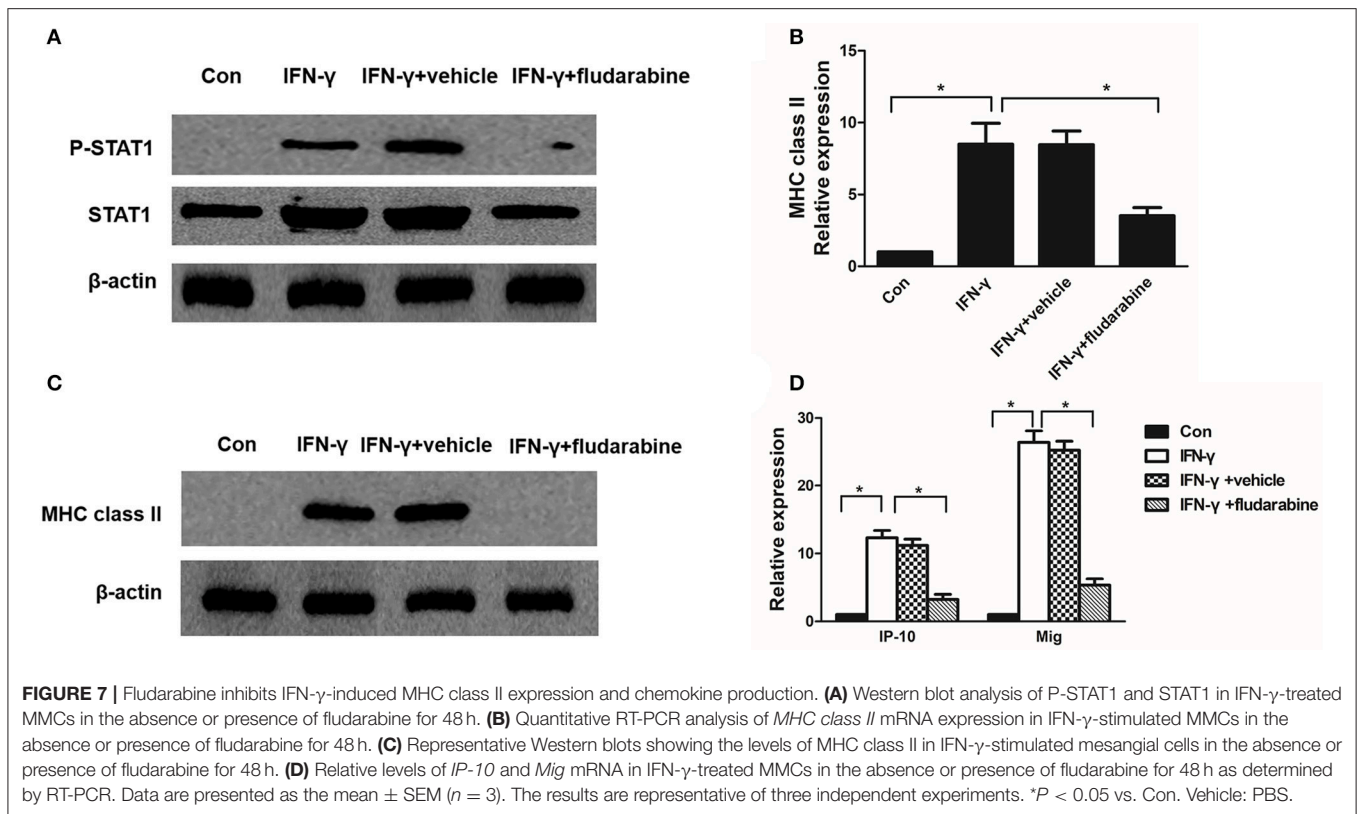 A
Con IFN-γ IFN-γ+vehicle IFN-γ+fludarabine
P-STAT1
STAT1
β-actin
B
MHC class II
Relative expression
15
10
5
0
* *
Con IFN-γ IFN-γ+vehicle IFN-γ+fludarabine
C
Con IFN-γ IFN-γ+vehicle IFN-γ+fludarabine
MHC class II
β-actin
D
Relative expression
30
20
10
0
* *
* *
IP-10 Mig
Con
IFN-γ
IFN-γ +vehicle
IFN-γ +fludarabine
FIGURE 7 | Fludarabine inhibits IFN-γ-induced MHC class II expression and chemokine production. (A) Western blot analysis of P-STAT1 and STAT1 in IFN-γ-treated
MMCs in the absence or presence of fludarabine for 48 h. (B) Quantitative RT-PCR analysis of MHC class II mRNA expression in IFN-γ-stimulated MMCs in the
absence or presence of fludarabine for 48 h. (C) Representative Western blots showing the levels of MHC class II in IFN-γ-stimulated mesangial cells in the absence or
presence of fludarabine for 48 h. (D) Relative levels of IP-10 and Mig mRNA in IFN-γ-treated MMCs in the absence or presence of fludarabine for 48 h as determined
by RT-PCR. Data are presented as the mean ± SEM (n = 3). The results are representative of three independent experiments. *P < 0.05 vs. Con. Vehicle: PBS.